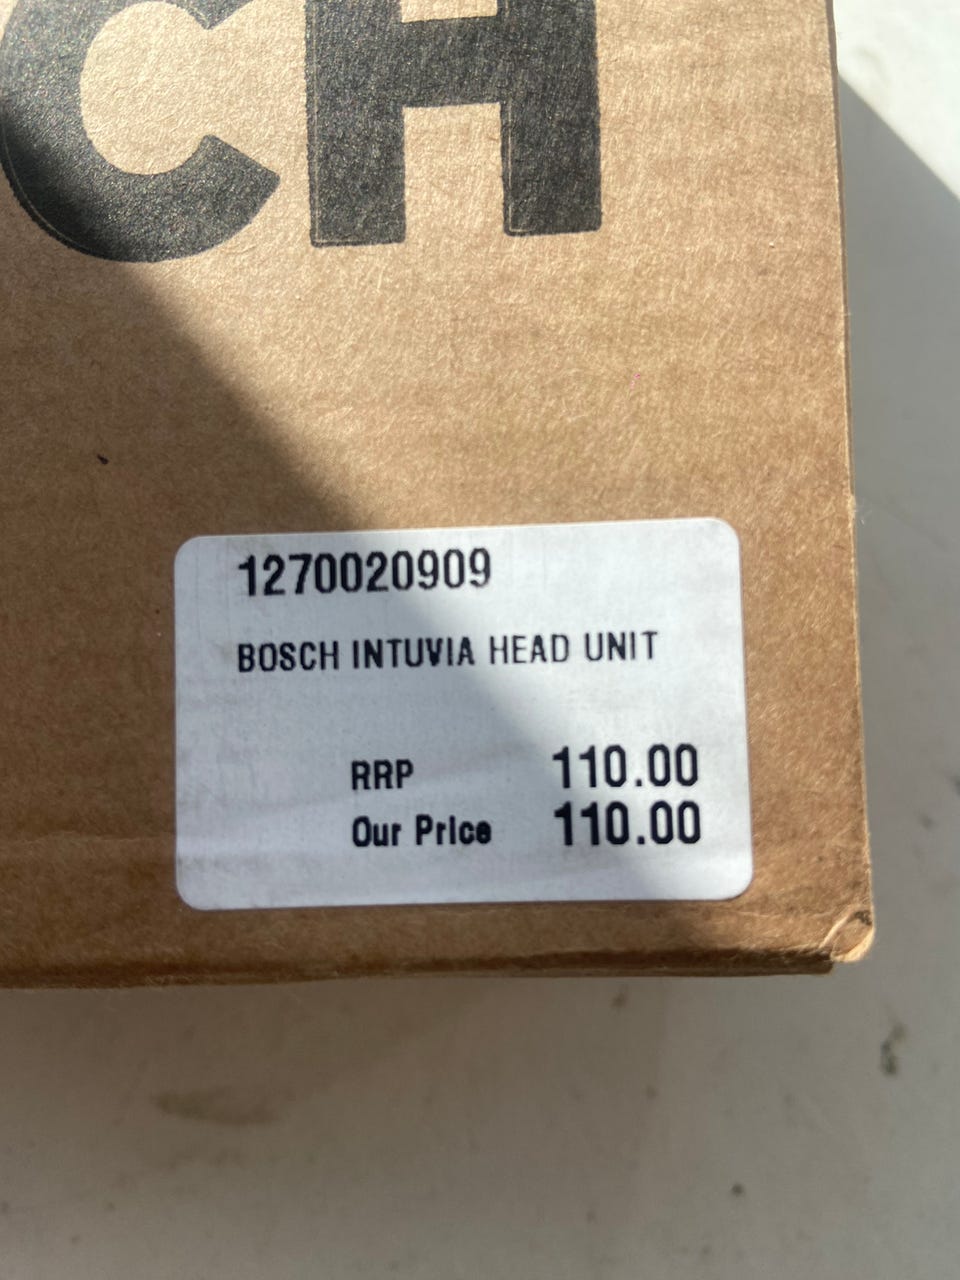 CH
1270020909
BOSCH INTUVIA HEAD UNIT
RRP 110.00
Our Price 110.00